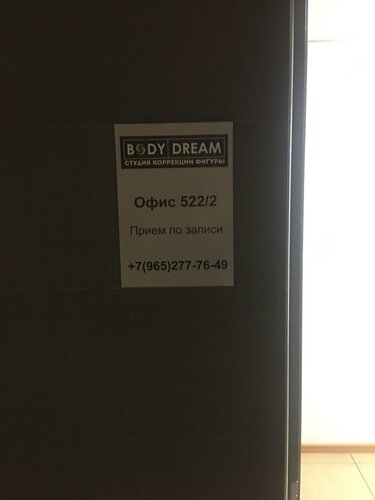 BODY DREAM
СТУДИЯ КОРРЕКЦИИ ФИГУРЫ
Офис 522/2
Прием по записи
+7(965)277-76-49